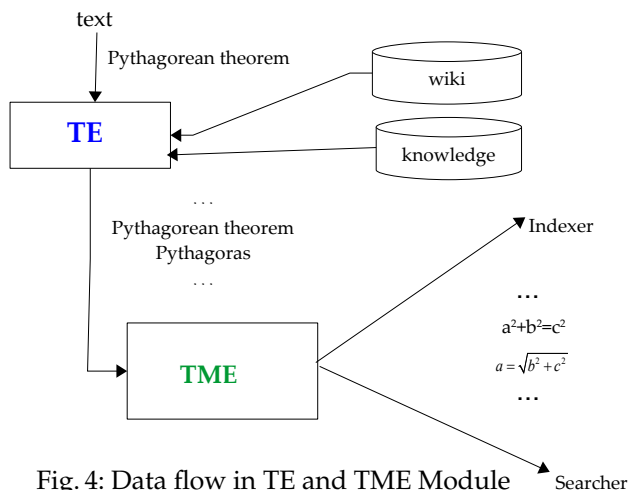 text
Pythagorean theorem
wiki
TE
knowledge
...
Pythagorean theorem
Pythagoras
...
Indexer
...
a²+b²=c²
TME
a = √b² + c²
...
Fig. 4: Data flow in TE and TME Module
Searcher